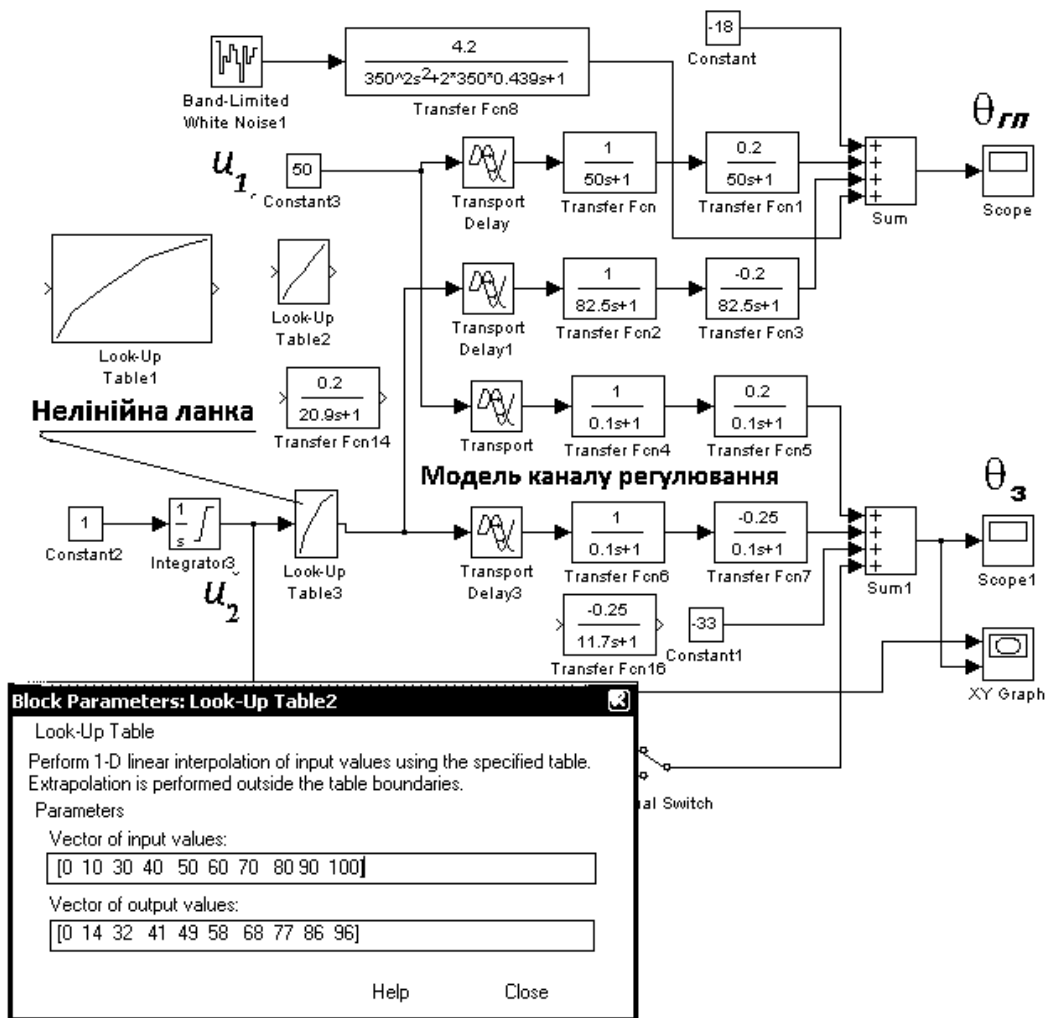 -18
Constant
4.2
350^2s²+2*350*0.439s+1
Transfer Fcn8
Band-Limited
White Noise1
θгп
u1,
50
Constant3
Transport
Delay
1
50s+1
Transfer Fcn
0.2
50s+1
Transfer Fcn1
+
+
+
+
Sum
Scope
Look-Up
Table1
Look-Up
Table2
Transport
Delay1
1
82.5s+1
Transfer Fcn2
-0.2
82.5s+1
Transfer Fcn3
0.2
20.9s+1
Transfer Fcn14
Нелінійна ланка
Transport
1
0.1s+1
Transfer Fcn4
0.2
0.1s+1
Transfer Fcn5
Модель каналу регулювання
θз
1
Constant2
1
s
Integrator3
u2
Look-Up
Table3
Transport
Delay3
1
0.1s+1
Transfer Fcn6
-0.25
0.1s+1
Transfer Fcn7
+
+
+
+
Sum1
Scope1
-0.25
11.7s+1
Transfer Fcn16
-33
Constant1
XY Graph
Block Parameters: Look-Up Table2
Look-Up Table
Perform 1-D linear interpolation of input values using the specified table.
Extrapolation is performed outside the table boundaries.
Parameters
Vector of input values:
[0 10 30 40 50 60 70 80 90 100]
Vector of output values:
[0 14 32 41 49 58 68 77 86 96]
Help
Close
ual Switch